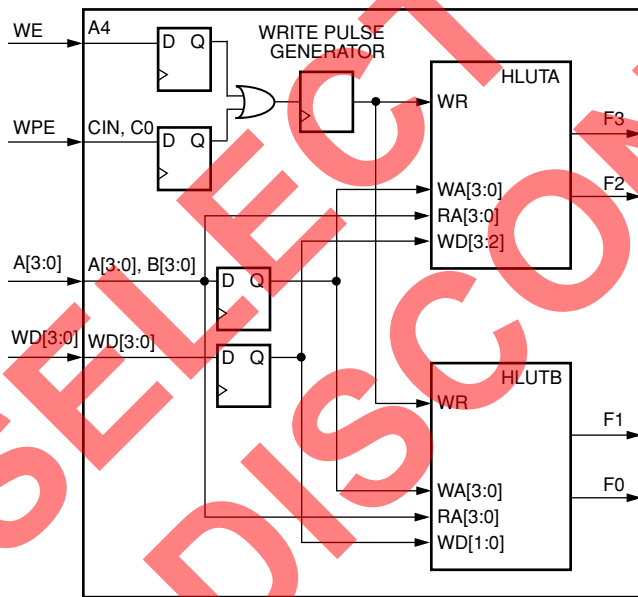 WE
A4
D Q
WRITE PULSE
GENERATOR
HLUTA
WR
F3
WPE
CIN, C0
D Q
F2
WA[3:0]
RA[3:0]
WD[3:2]
A[3:0]
A[3:0], B[3:0]
D Q
WD[3:0]
WD[3:0]
D Q
HLUTB
WR
F1
WA[3:0]
F0
RA[3:0]
WD[1:0]
SELECT
DISCON